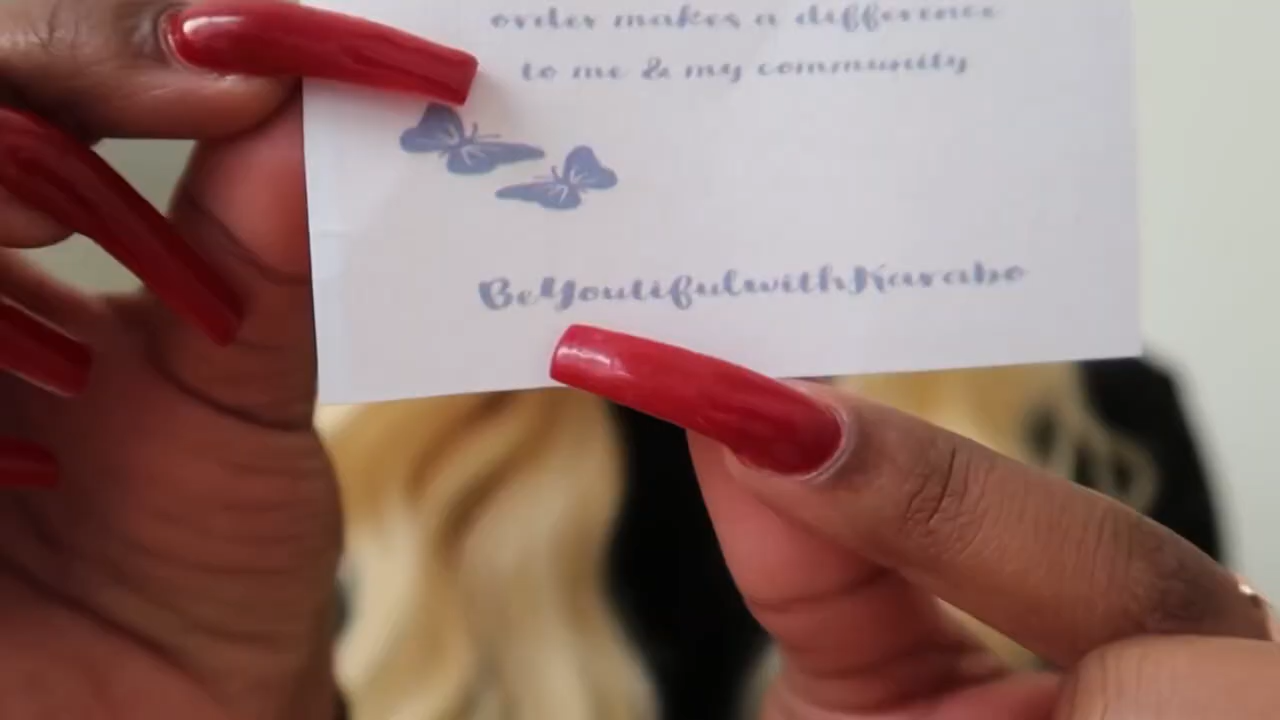 order makes a difference
to me & my community
BeYoutifulwithKarabo